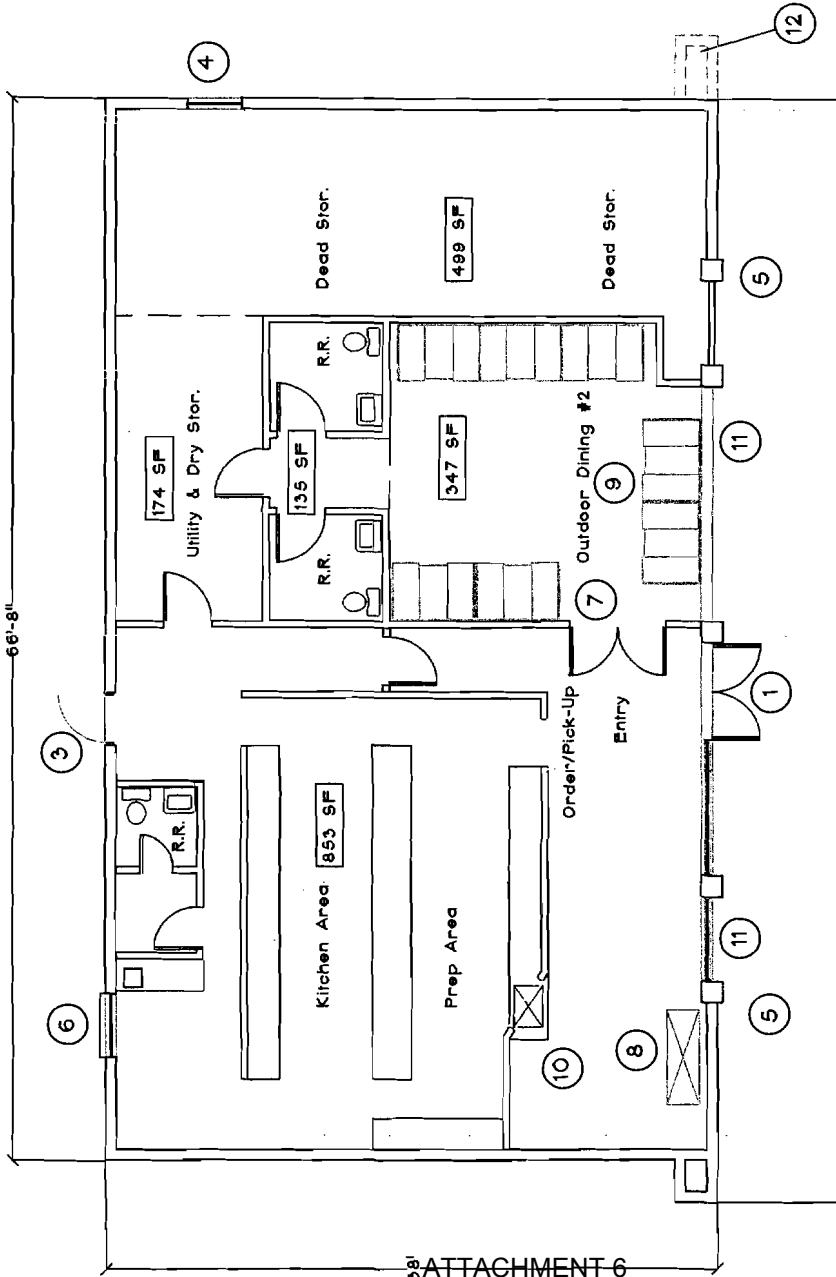 66'-8"
6
3
4
174 SF
R.R.
Utility & Dry Stor.
135 SF
Kitchen Area
853 SF
R.R.
R.R.
Dead Stor.
Prep Area
347 SF
499 SF
10
Order/Pick-Up
7
Outdoor Dining #2
9
Dead Stor.
8
Entry
11
11
5
1
5
12
ATTACHMENT 6